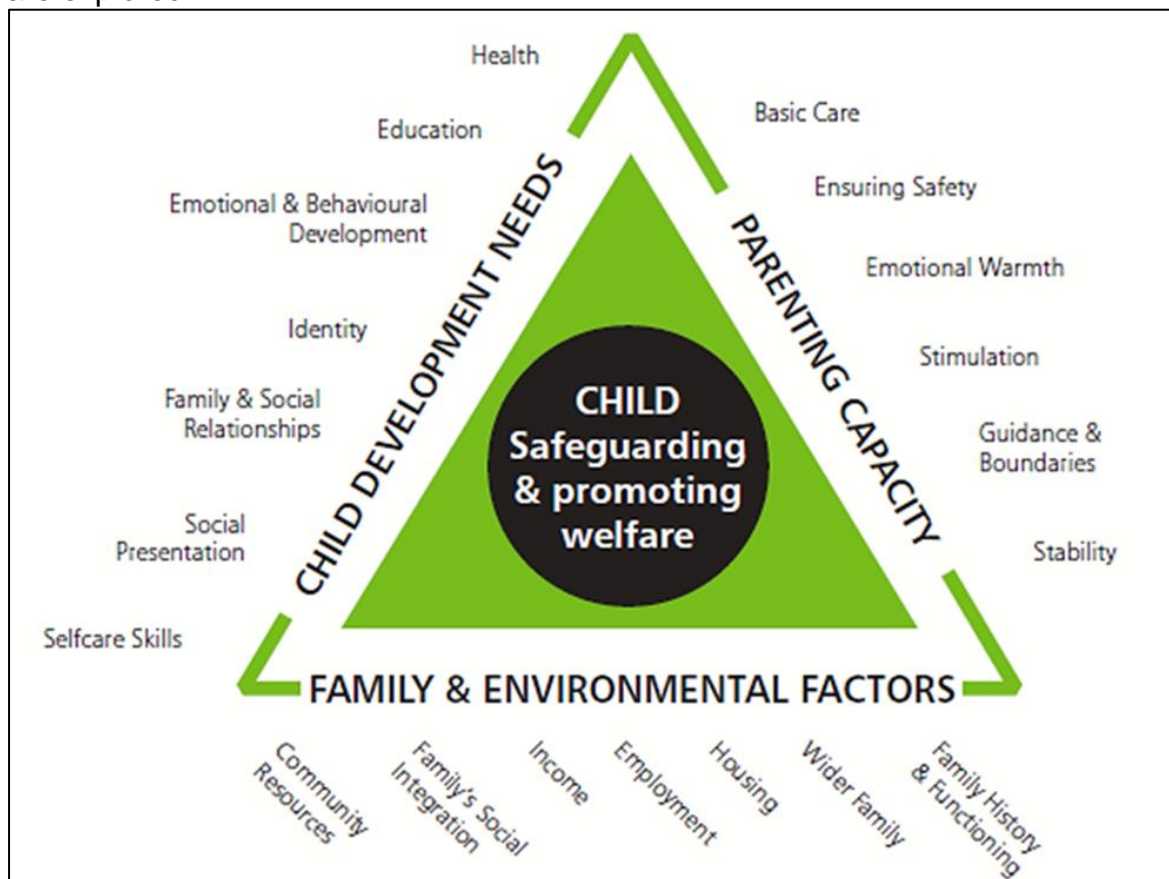 Health
Education
Emotional & Behavioural
Development
Identity
Family & Social
Relationships
Social
Presentation
Selfcare Skills
CHILD DEVELOPMENT NEEDS
CHILD
Safeguarding
& promoting
welfare
PARENTING CAPACITY
Basic Care
Ensuring Safety
Emotional Warmth
Stimulation
Guidance &
Boundaries
Stability
FAMILY & ENVIRONMENTAL FACTORS
Community
Resources
Family's Social
Integration
Income
Employment
Housing
Wider Family
Family History
& Functioning